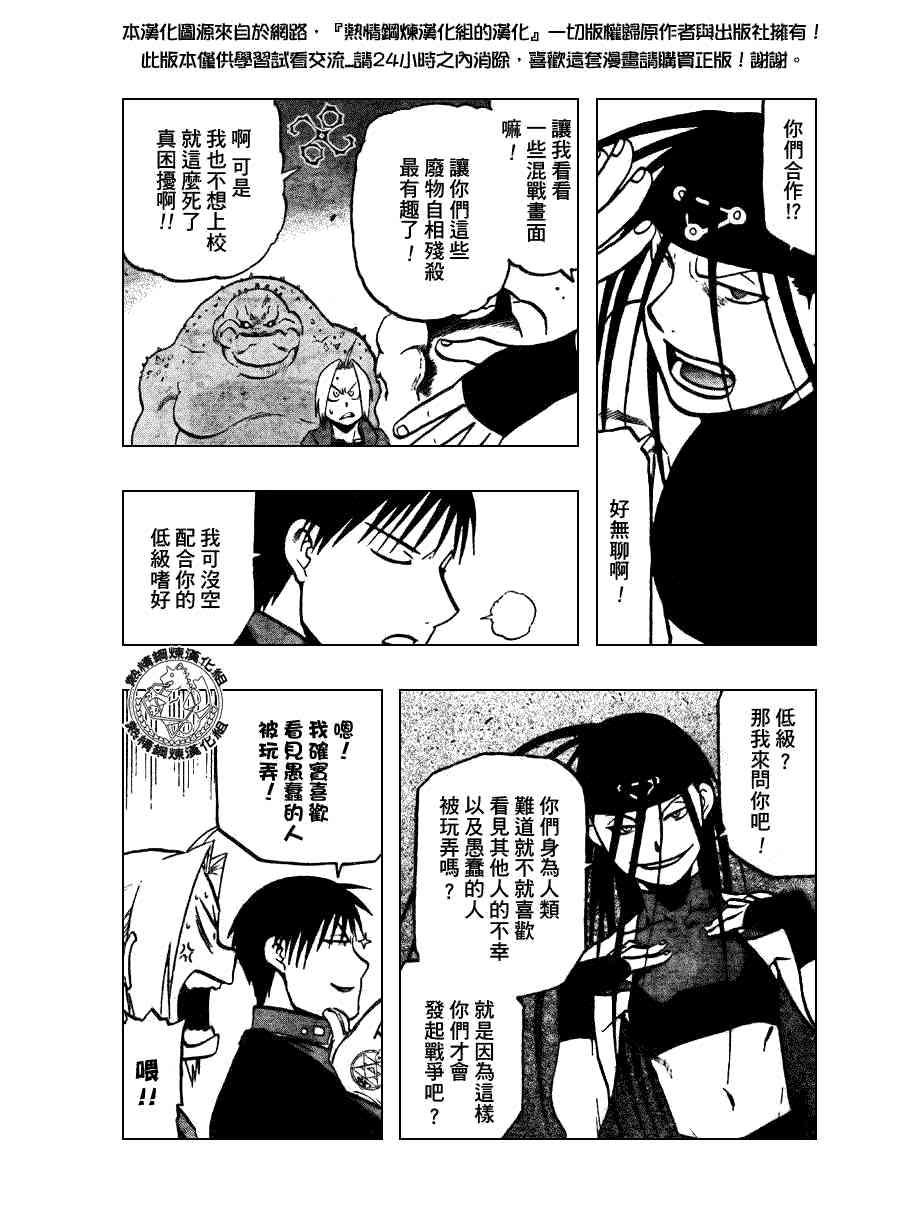 本漢化圖源來自於網路，『熱情鋼煉漢化組的漢化』一切版權歸原作者與出版社擁有！
此版本僅供學習試看交流…請24小時之內消除，喜歡這套漫畫請購買正版！謝謝。
你們合作!?
好無聊啊！
讓我看看
一些混戰畫面
嘛！
讓你們這些
廢物自相殘殺
最有趣了！
啊 可是
我也不想上校
就這麼死了
真困擾啊!!
我可沒空
配合你的
低級嗜好
低級？
那我來問你吧！
你們身為人類
難道就不就喜歡
看見其他人的不幸
以及愚蠢的人
被玩弄嗎？
就是因為這樣
你們才會
發起戰爭吧？
嗯！
我確實喜歡
看見愚蠢的人
被玩弄！
喂!!
熱情鋼煉漢化組
熱情鋼煉漢化組